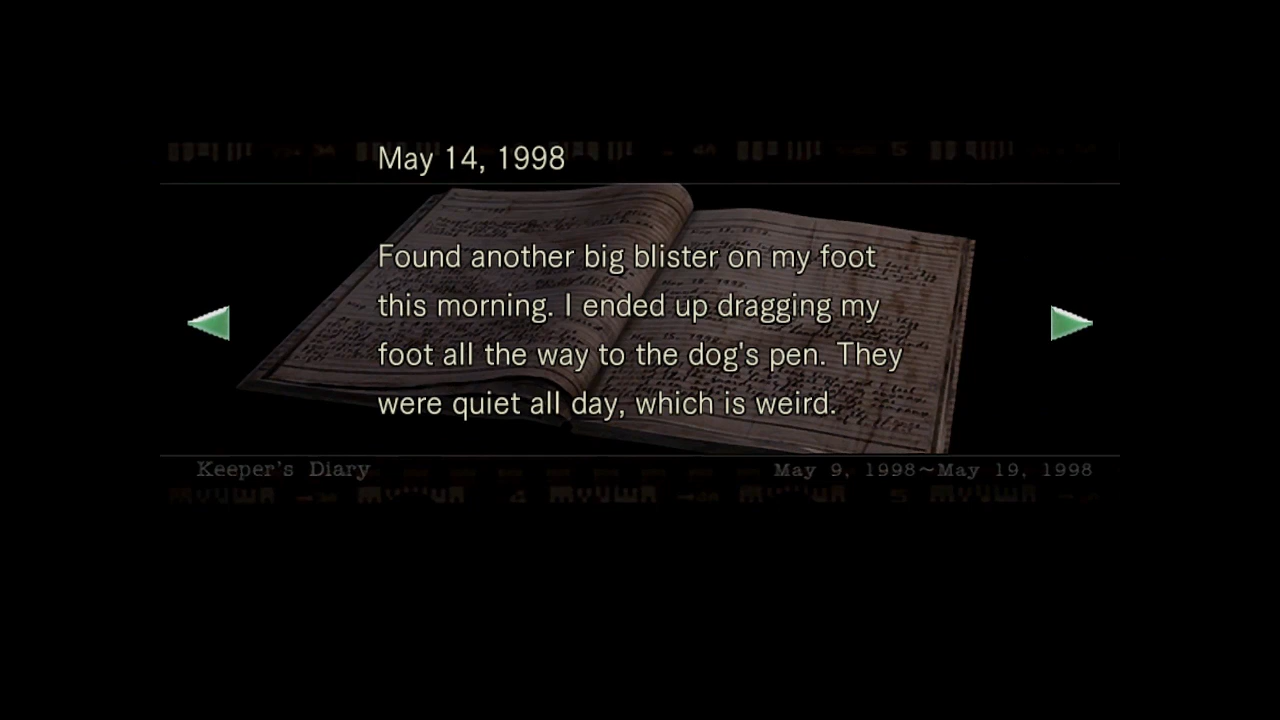 May 14, 1998
Found another big blister on my foot
this morning. I ended up dragging my
foot all the way to the dog's pen. They
were quiet all day, which is weird.
Keeper's Diary
May 9, 1998~May 19, 1998